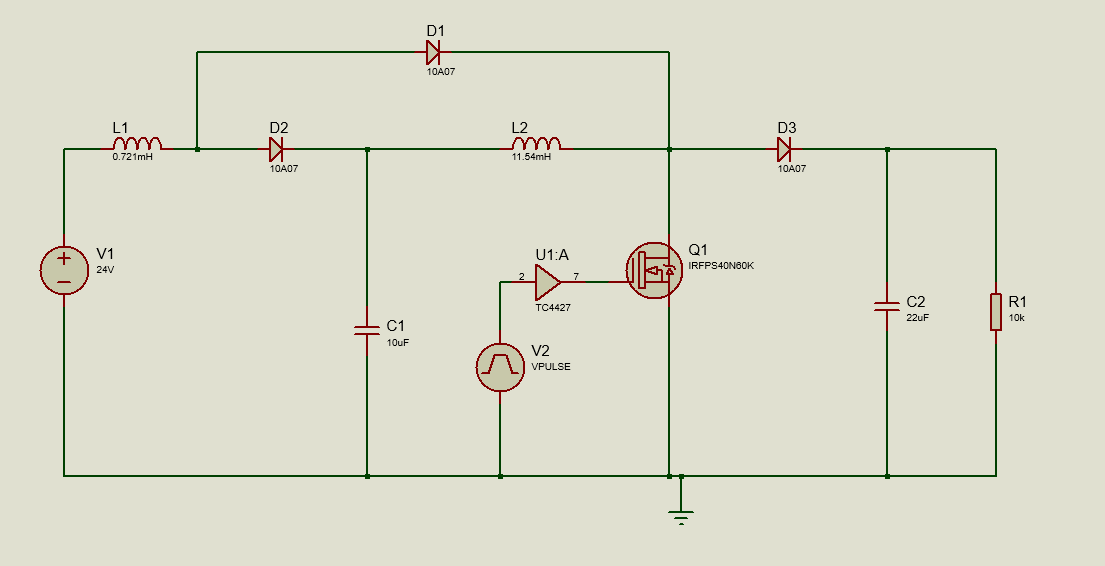 D1
10A07
L1
0.721mH
D2
10A07
L2
11.54mH
D3
10A07
V1
24V
U1:A
2
7
TC4427
Q1
IRFPS40N60K
C1
10uF
V2
VPULSE
C2
22uF
R1
10k